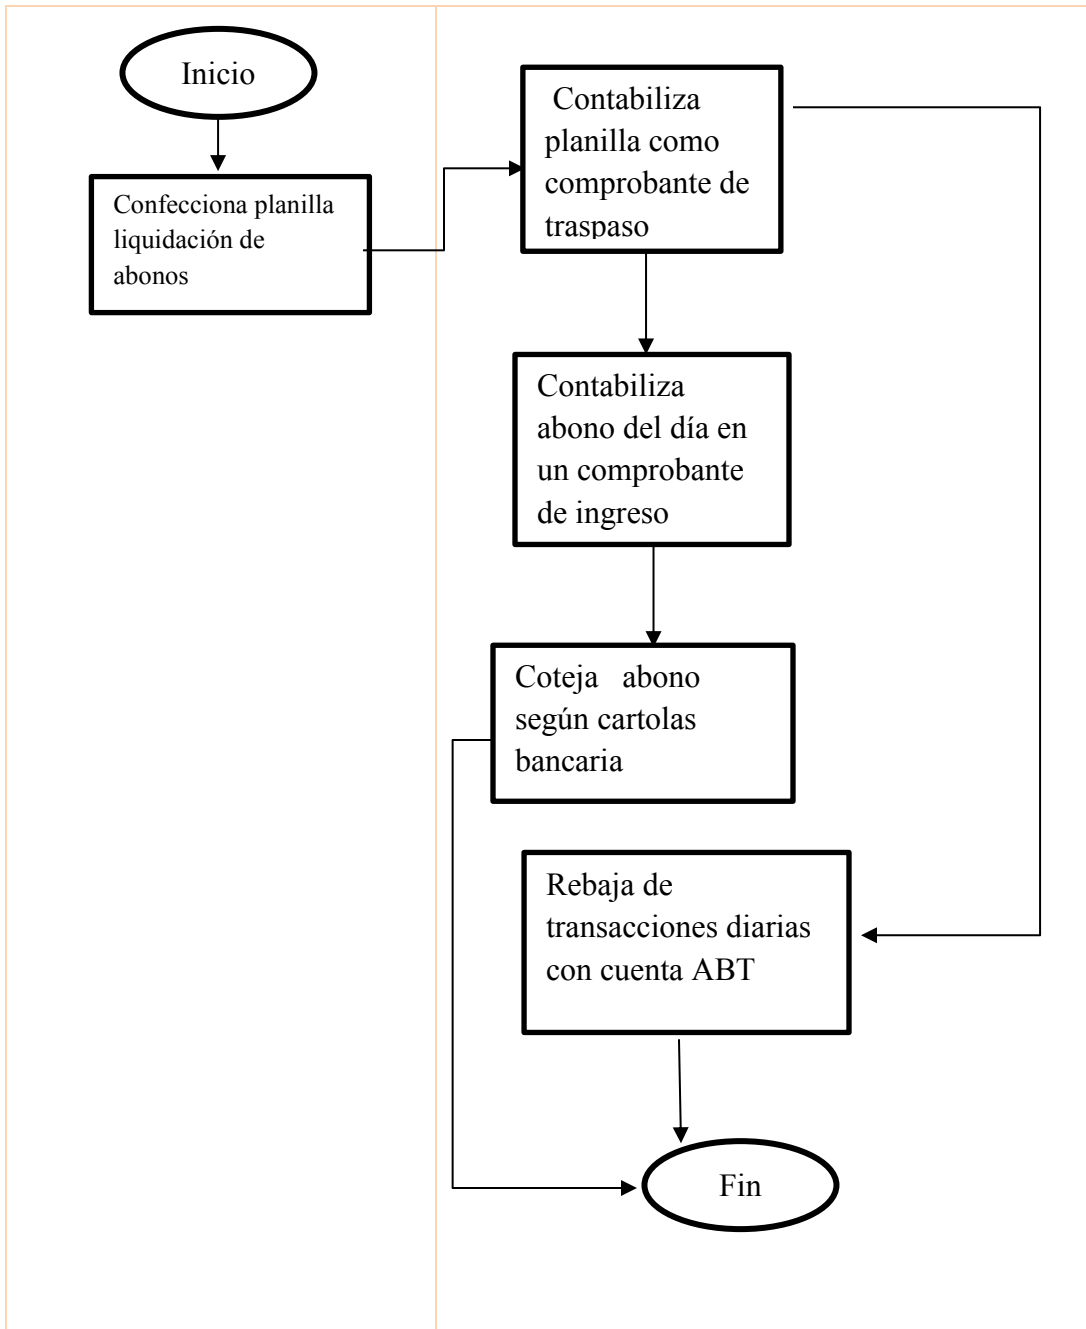 Inicio
Confecciona planilla
liquidación de
abonos
Contabiliza
planilla como
comprobante de
traspaso
Contabiliza
abono del día en
un comprobante
de ingreso
Coteja abono
según cartolas
bancaria
Rebaja de
transacciones diarias
con cuenta ABT
Fin